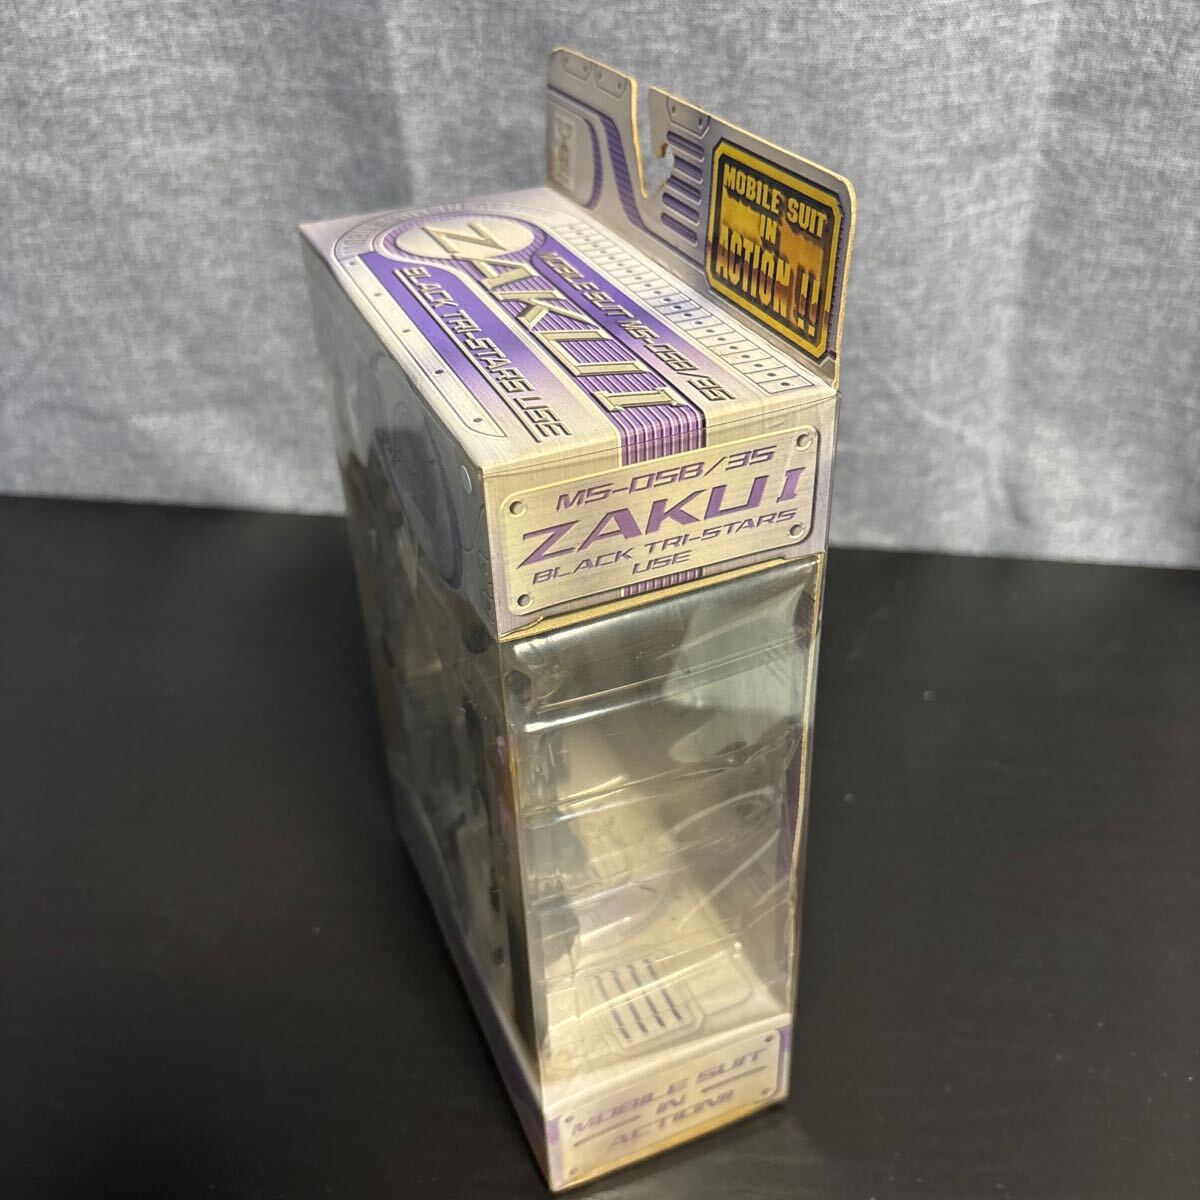 MOBILE SUIT
IN
ACTION!!
MOBILE SUIT MS-05B/35
ZAKU I
BLACK TRI-STARS USE
MS-05B/35
ZAKU I
BLACK TRI-STARS
USE
MOBILE SUIT
IN
ACTION!!